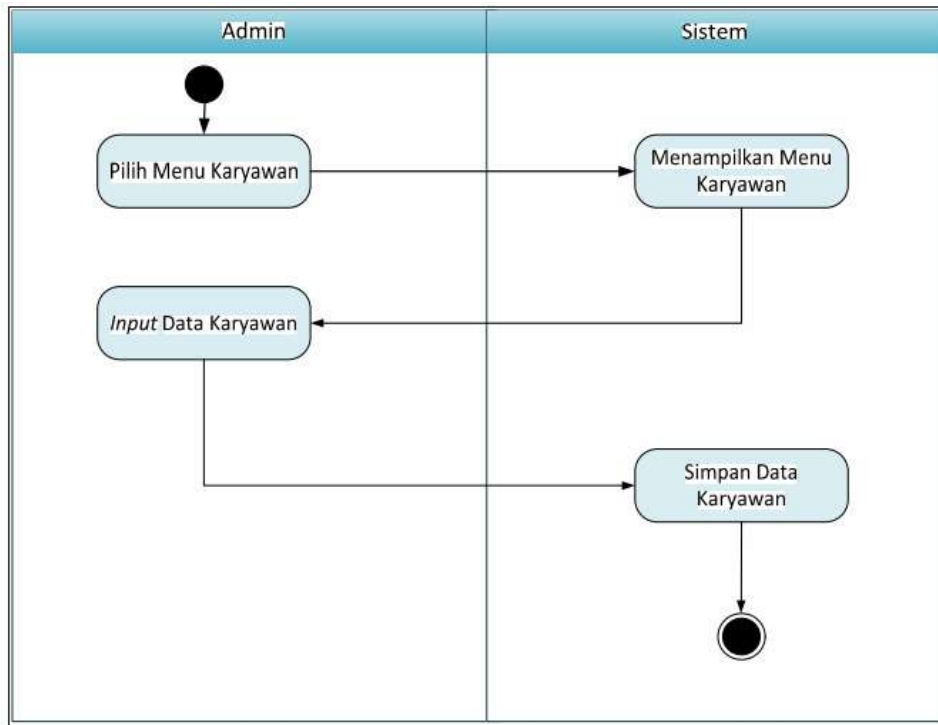 Admin
Sistem
Pilih Menu Karyawan
Menampilkan Menu
Karyawan
Input Data Karyawan
Simpan Data
Karyawan